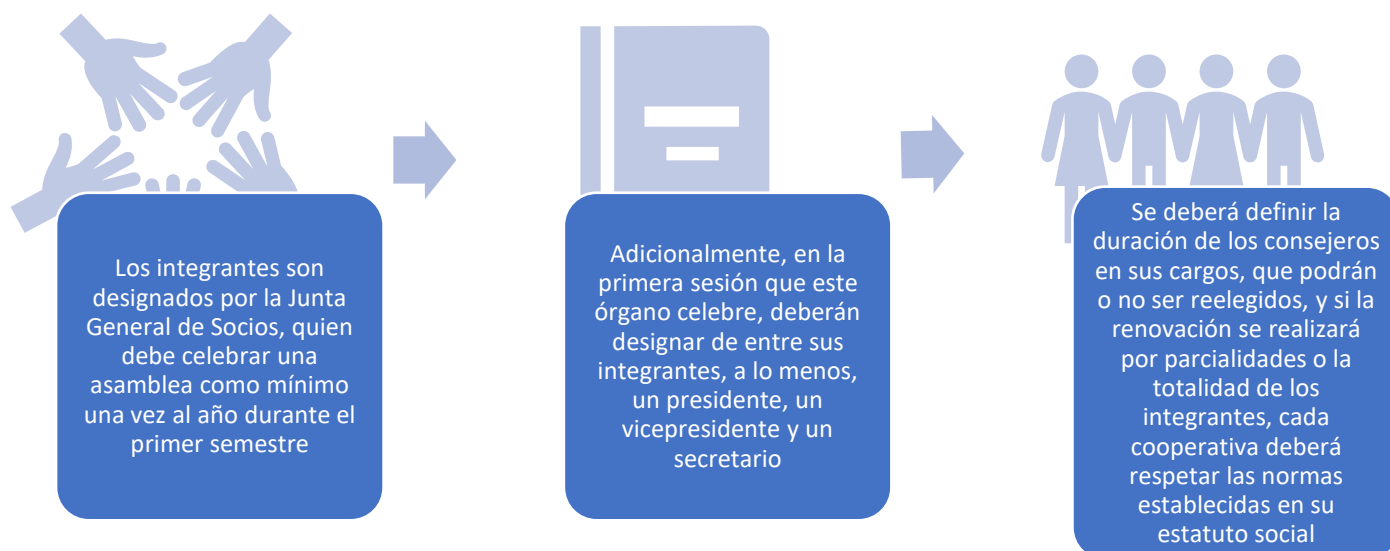 Los integrantes son
designados por la Junta
General de Socios, quien
debe celebrar una
asamblea como mínimo
una vez al año durante el
primer semestre
Adicionalmente, en la
primera sesión que este
órgano celebre, deberán
designar de entre sus
integrantes, a lo menos,
un presidente, un
vicepresidente y un
secretario
Se deberá definir la
duración de los consejeros
en sus cargos, que podrán
o no ser reelegidos, y si la
renovación se realizará
por parcialidades o la
totalidad de los
integrantes, cada
cooperativa deberá
respetar las normas
establecidas en su
estatuto social